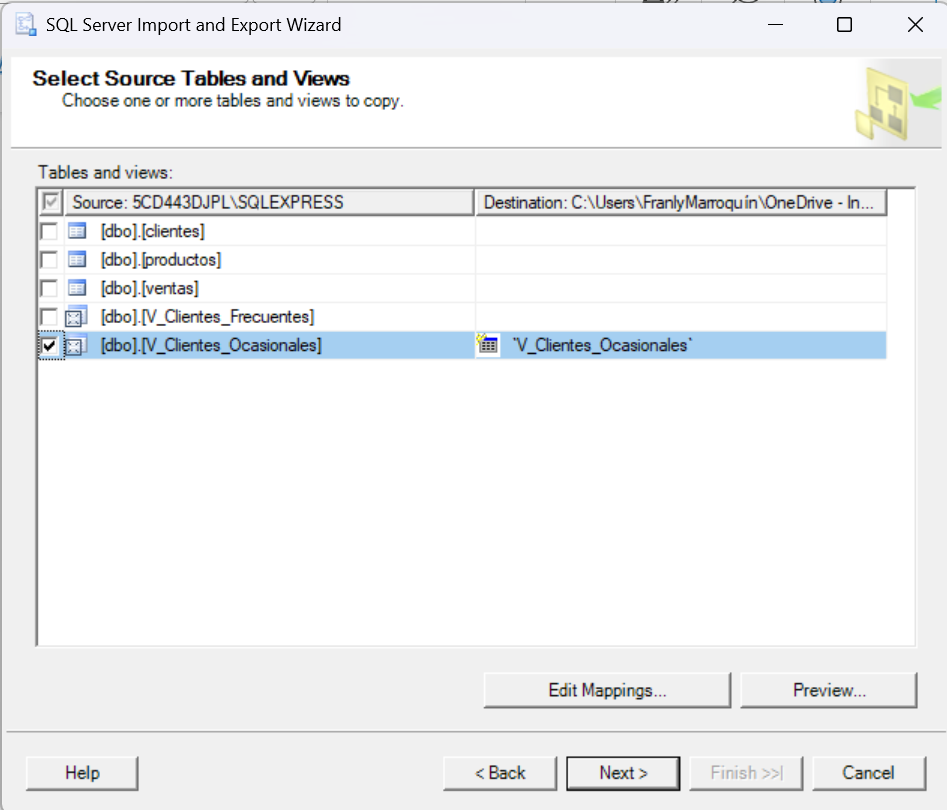 SQL Server Import and Export Wizard
Select Source Tables and Views
Choose one or more tables and views to copy.
Tables and views:
Source: 5CD443DJPL\SQLEXPRESS Destination: C:\Users\FranlyMarroquín\OneDrive - In...
[dbo].[clientes]
[dbo].[productos]
[dbo].[ventas]
[dbo].[V_Clientes_Frecuentes]
[dbo].[V_Clientes_Ocasionales] `V_Clientes_Ocasionales`
Edit Mappings... Preview...
Help < Back Next > Finish >>| Cancel